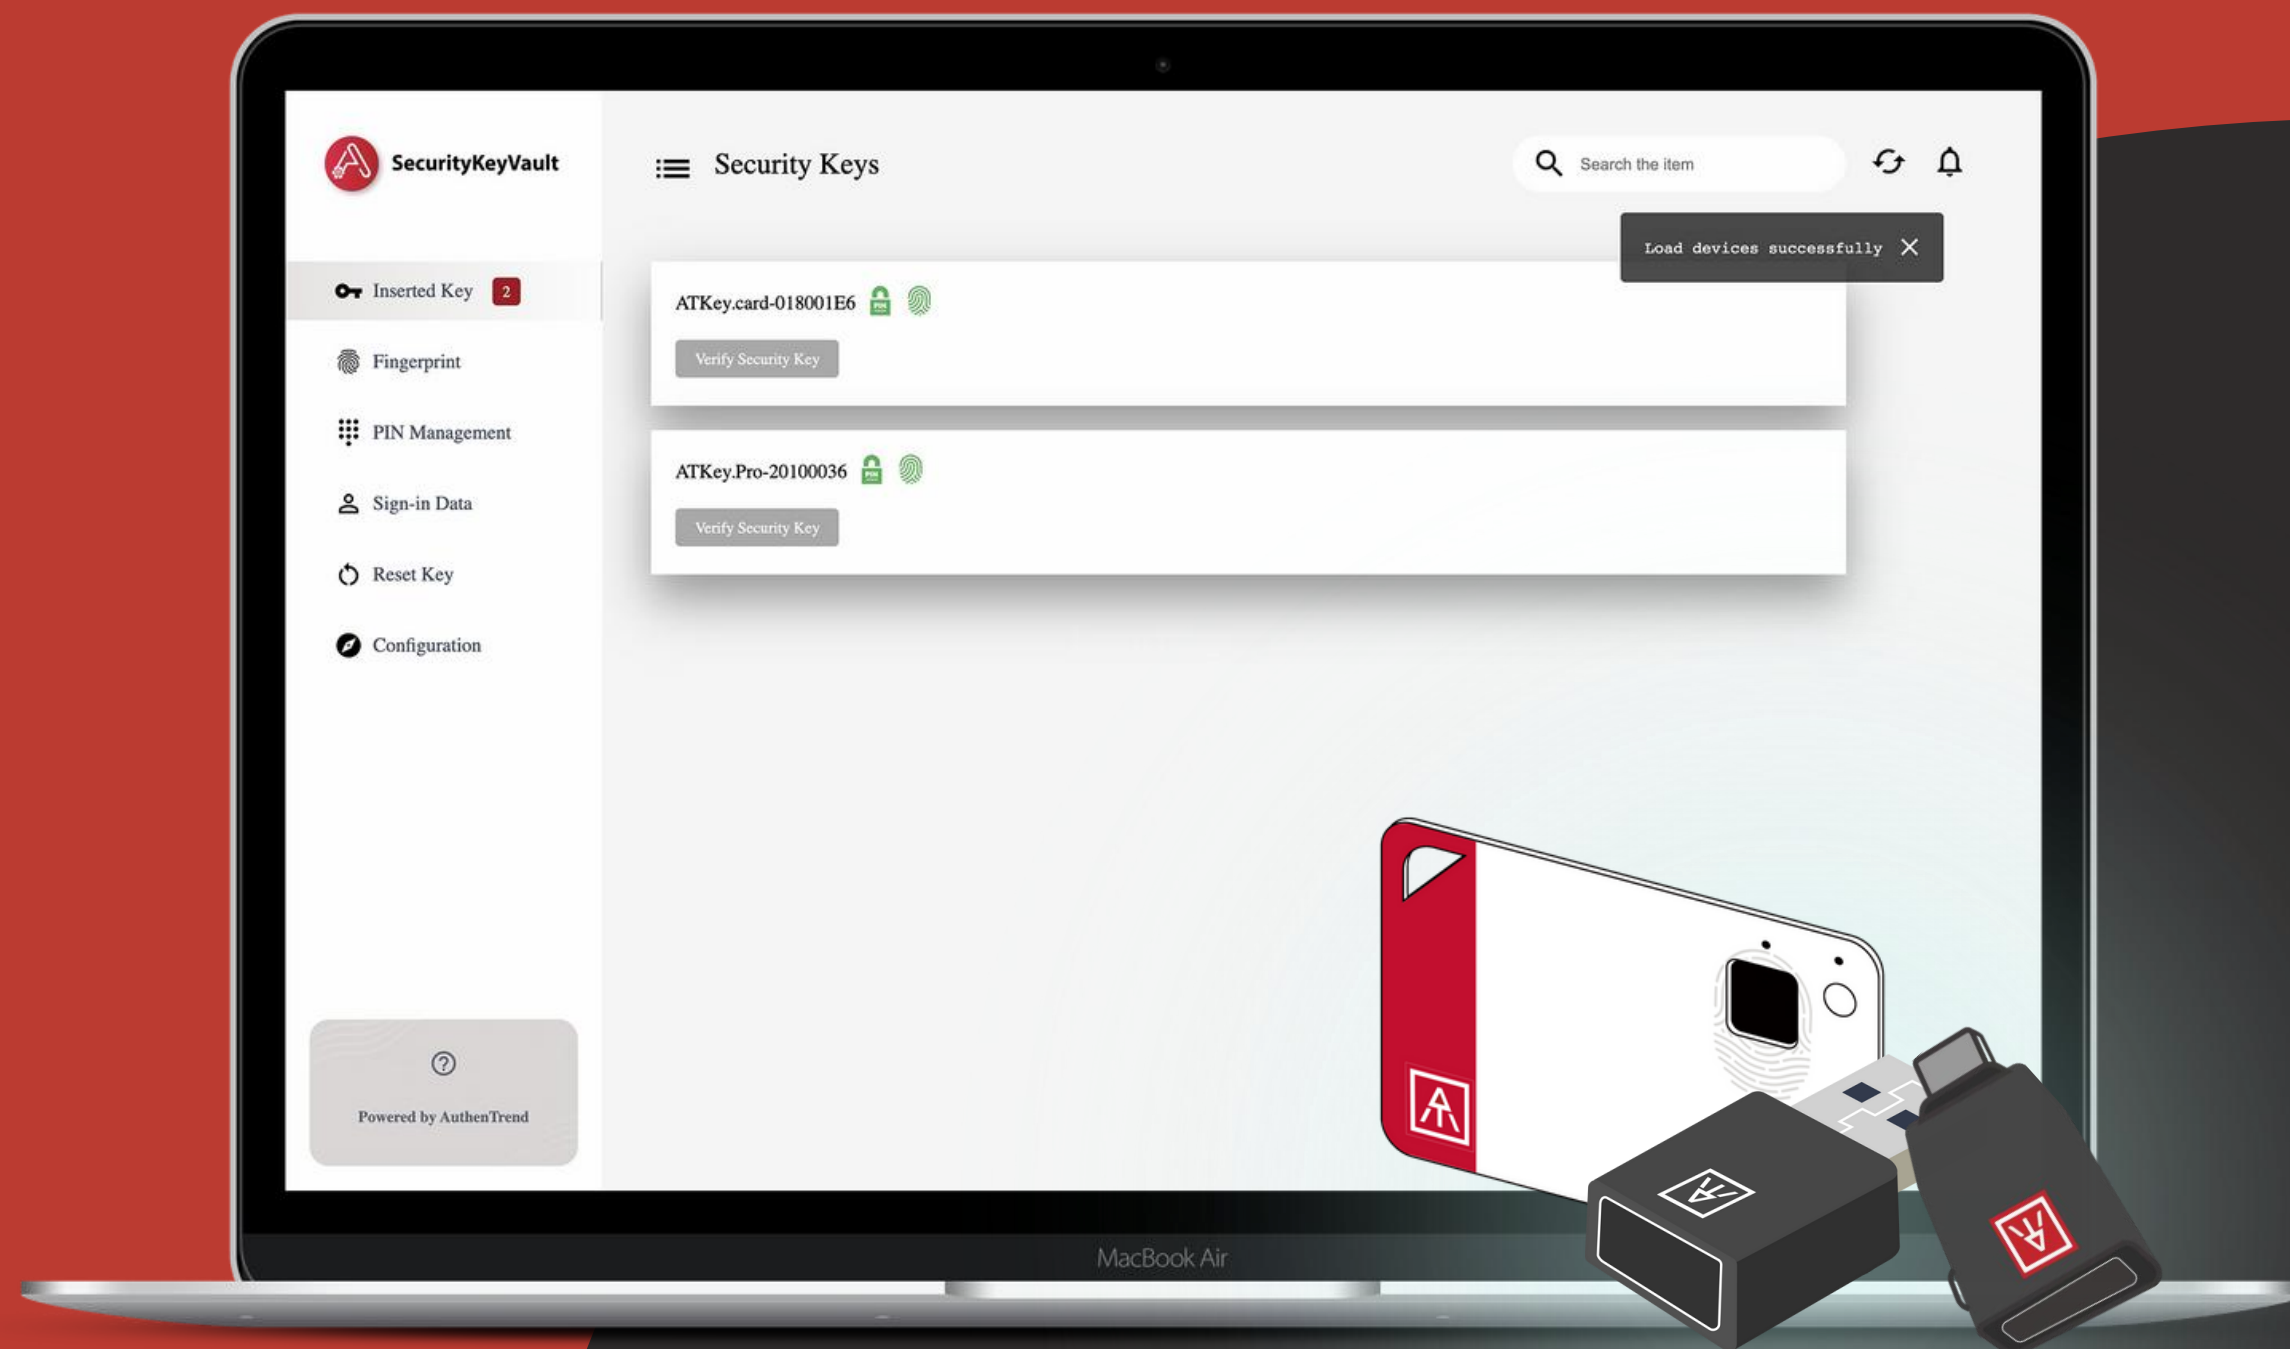 SecurityKeyVault
Security Keys
Search the item
Load devices successfully
Inserted Key 2
Fingerprint
PIN Management
Sign-in Data
Reset Key
Configuration
ATKey.card-018001E6 PIN
Verify Security Key
ATKey.Pro-20100036 PIN
Verify Security Key
Powered by AuthenTrend
MacBook Air